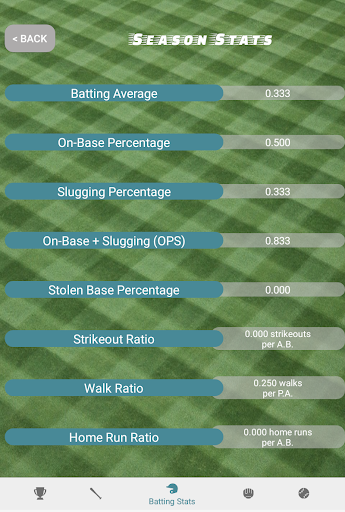 < BACK
SEASON STATS
Batting Average 0.333
On-Base Percentage 0.500
Slugging Percentage 0.333
On-Base + Slugging (OPS) 0.833
Stolen Base Percentage 0.000
Strikeout Ratio 0.000 strikeouts
per A.B.
Walk Ratio 0.250 walks
per P.A.
Home Run Ratio 0.000 home runs
per A.B.
Batting Stats